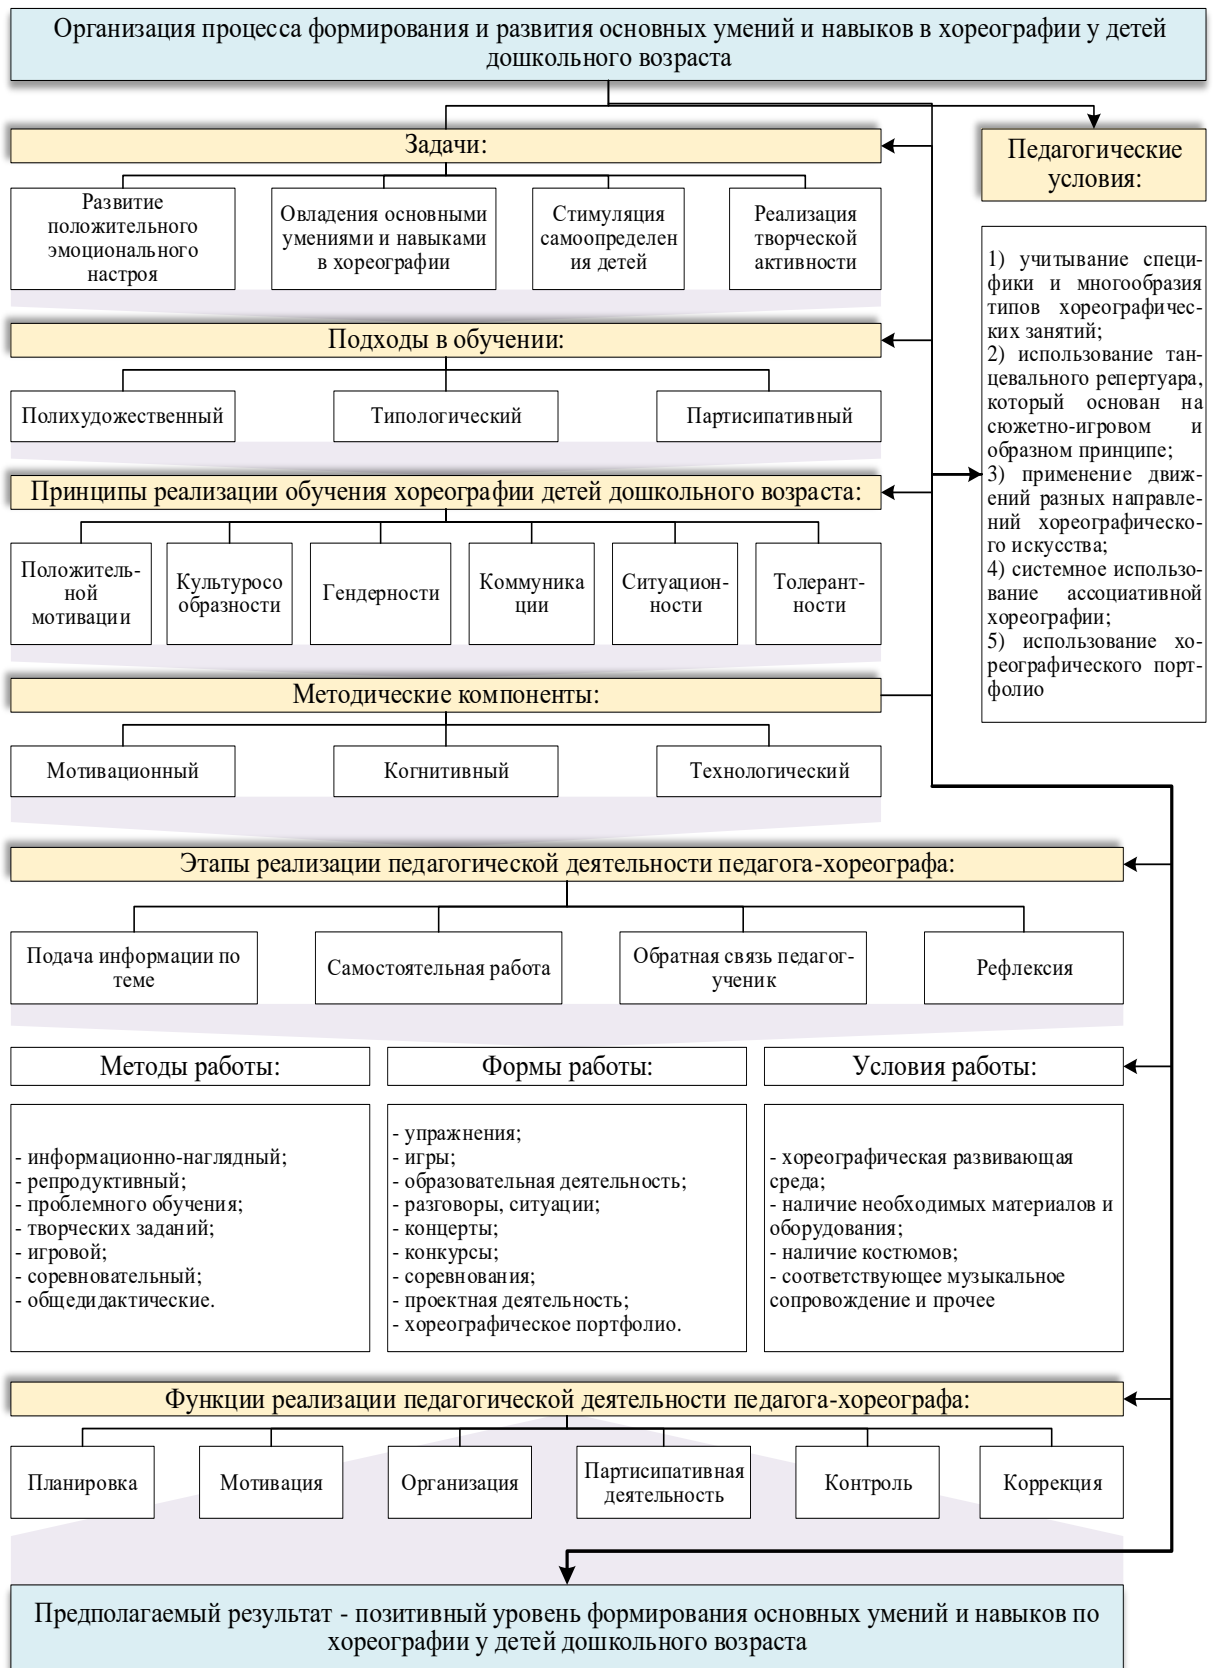 Организация процесса формирования и развития основных умений и навыков в хореографии у детей
дошкольного возраста
Задачи:
Развитие
положительного
эмоционального
настроя
Овладения основными
умениями и навыками
в хореографии
Стимуляция
самоопределен
ия детей
Реализация
творческой
активности
Педагогические
условия:
1) учитывание специ-
фики и многообразия
типов хореографичес-
ких занятий;
2) использование тан-
цевального репертуара,
который основан на
сюжетно-игровом и
образном принципе;
3) применение движ-
ений разных направле-
ний хореографическо-
го искусства;
4) системное использо-
вание ассоциативной
хореографии;
5) использование хо-
реографического порт-
фолио
Подходы в обучении:
Полихудожественный
Типологический
Партисипативный
Принципы реализации обучения хореографии детей дошкольного возраста:
Положитель-
ной
мотивации
Культуросо
образности
Гендерности
Коммуника
ции
Ситуацион-
ности
Толерант-
ности
Методические компоненты:
Мотивационный
Когнитивный
Технологический
Этапы реализации педагогической деятельности педагога-хореографа:
Подача информации по
теме
Самостоятельная работа
Обратная связь педагог-
ученик
Рефлексия
Методы работы:
- информационно-наглядный;
- репродуктивный;
- проблемного обучения;
- творческих заданий;
- игровой;
- соревновательный;
- общедидактические.
Формы работы:
- упражнения;
- игры;
- образовательная деятельность;
- разговоры, ситуации;
- концерты;
- конкурсы;
- соревнования;
- проектная деятельность;
- хореографическое портфолио.
Условия работы:
- хореографическая развивающая
среда;
- наличие необходимых материалов и
оборудования;
- наличие костюмов;
- соответствующее музыкальное
сопровождение и прочее
Функции реализации педагогической деятельности педагога-хореографа:
Планировка
Мотивация
Организация
Партисипативная
деятельность
Контроль
Коррекция
Предполагаемый результат - позитивный уровень формирования основных умений и навыков по
хореографии у детей дошкольного возраста